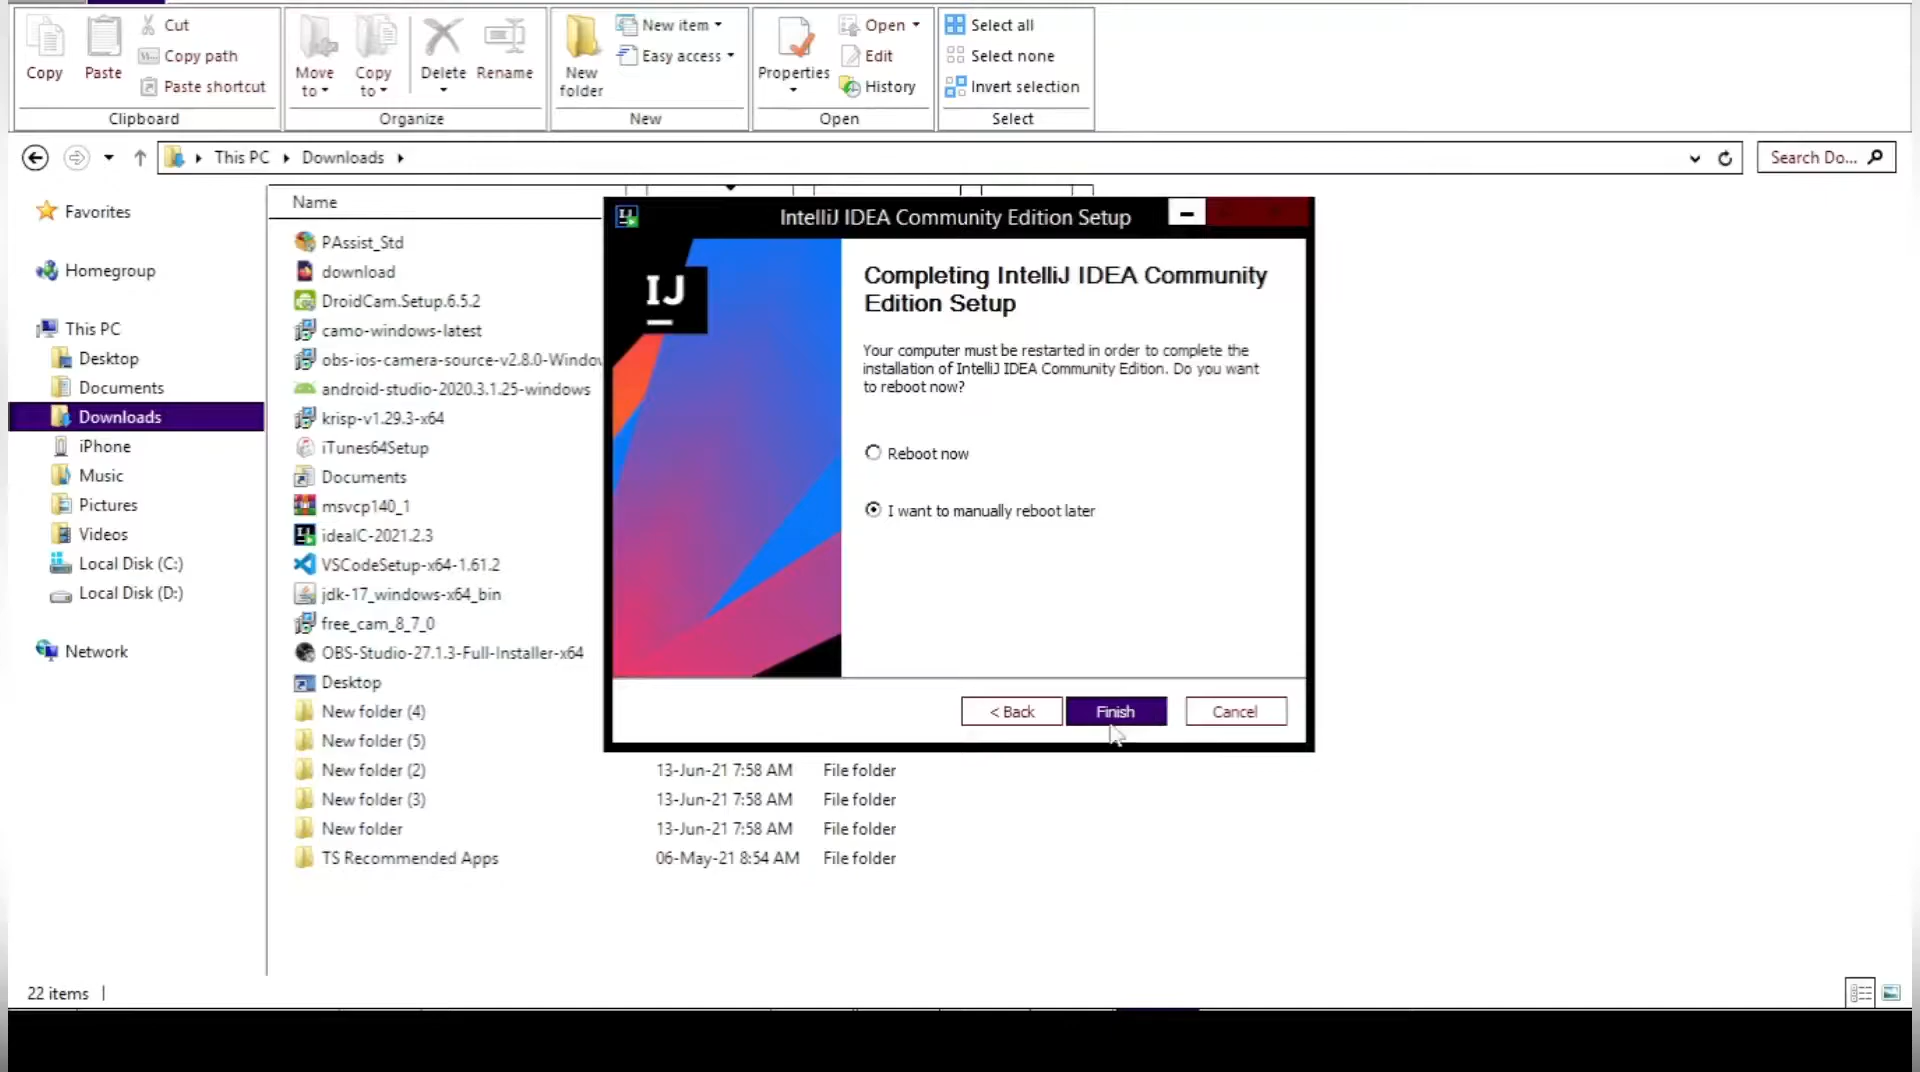 Cut
Copy path
Paste shortcut
Copy
Paste
Clipboard
Move to
Copy to
Delete
Rename
Organize
New folder
New item
Easy access
New
Properties
Open
Edit
History
Open
Select all
Select none
Invert selection
Select
This PC
Downloads
Search Do...
Favorites
Homegroup
This PC
Desktop
Documents
Downloads
iPhone
Music
Pictures
Videos
Local Disk (C:)
Local Disk (D:)
Network
Name
PAssist_Std
download
DroidCam.Setup.6.5.2
camo-windows-latest
obs-ios-camera-source-v2.8.0-Window
android-studio-2020.3.1.25-windows
krisp-v1.29.3-x64
iTunes64Setup
Documents
msvcp140_1
ideaIC-2021.2.3
VSCodeSetup-x64-1.61.2
jdk-17_windows-x64_bin
free_cam_8_7_0
OBS-Studio-27.1.3-Full-Installer-x64
Desktop
New folder (4)
New folder (5)
New folder (2) 13-Jun-21 7:58 AM File folder
New folder (3) 13-Jun-21 7:58 AM File folder
New folder 13-Jun-21 7:58 AM File folder
TS Recommended Apps 06-May-21 8:54 AM File folder
IntelliJ IDEA Community Edition Setup
IJ
Completing IntelliJ IDEA Community
Edition Setup
Your computer must be restarted in order to complete the
installation of IntelliJ IDEA Community Edition. Do you want
to reboot now?
Reboot now
I want to manually reboot later
< Back
Finish
Cancel
22 items